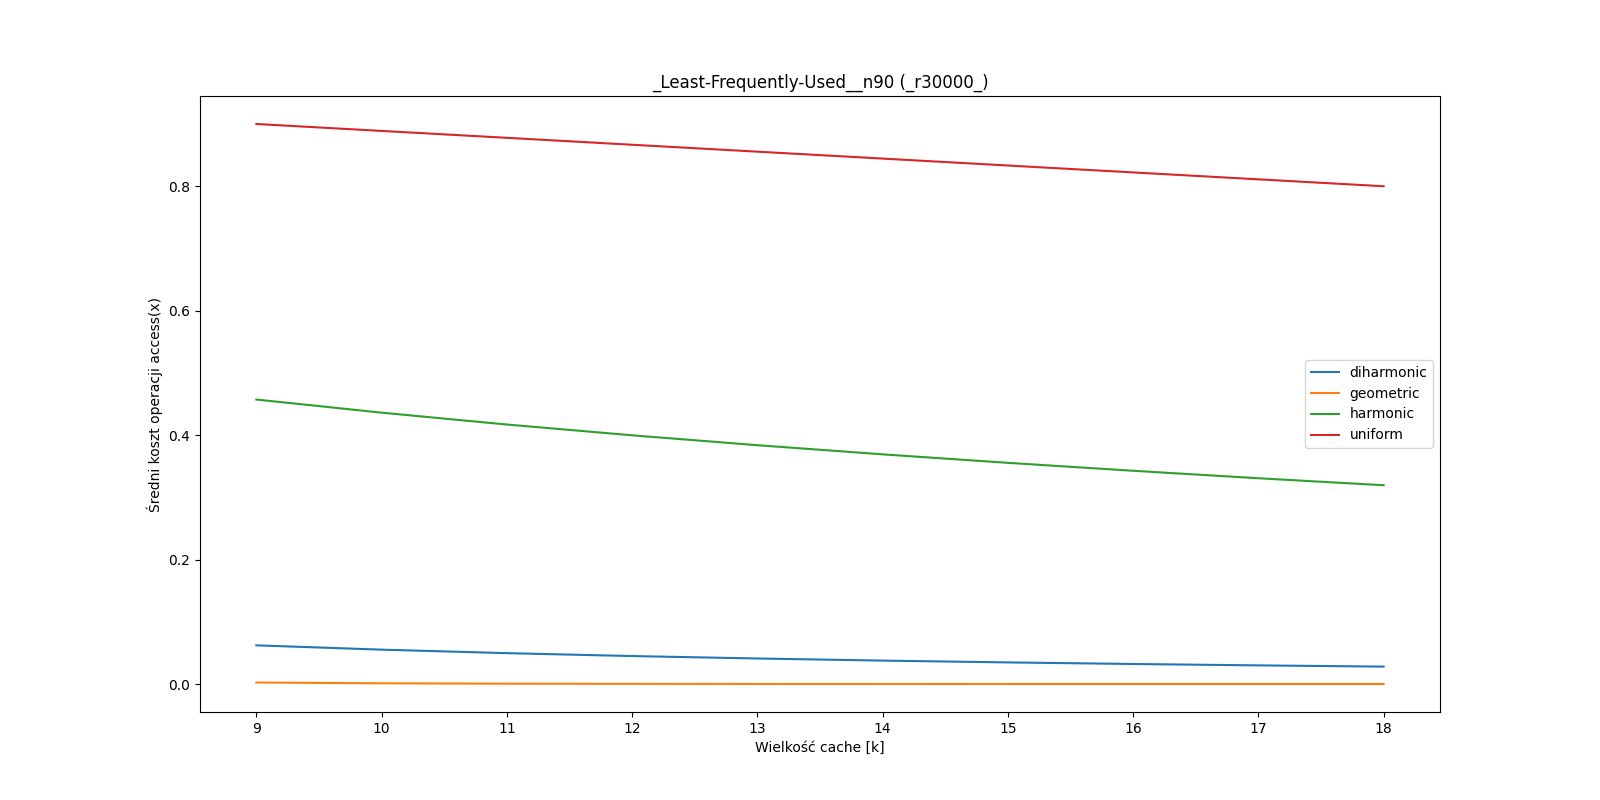 _Least-Frequently-Used__n90 (_r30000_)
Średni koszt operacji access(x)
0.8
0.6
0.4
0.2
0.0
diharmonic
geometric
harmonic
uniform
9 10 11 12 13 14 15 16 17 18
Wielkość cache [k]